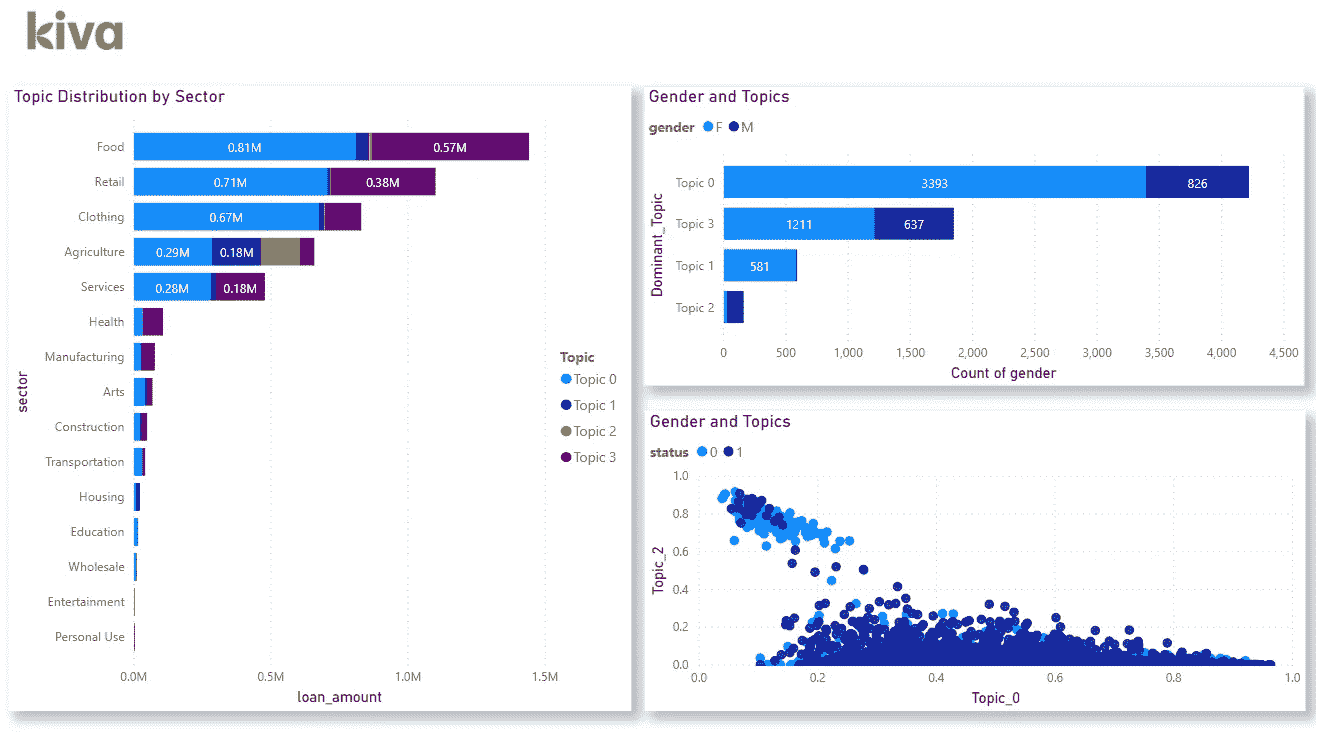 kiva
Topic Distribution by Sector
sector
Food
0.81M 0.57M
Retail
0.71M 0.38M
Clothing
0.67M
Agriculture
0.29M 0.18M
Services
0.28M 0.18M
Health
Manufacturing
Arts
Construction
Transportation
Housing
Education
Wholesale
Entertainment
Personal Use
0.0M 0.5M 1.0M 1.5M
loan_amount
Topic
Topic 0
Topic 1
Topic 2
Topic 3
Gender and Topics
gender F M
Dominant_Topic
Topic 0 3393 826
Topic 3 1211 637
Topic 1 581
Topic 2
0 500 1,000 1,500 2,000 2,500 3,000 3,500 4,000 4,500
Count of gender
Gender and Topics
status 0 1
Topic_2
1.0
0.8
0.6
0.4
0.2
0.0
0.0 0.2 0.4 0.6 0.8 1.0
Topic_0